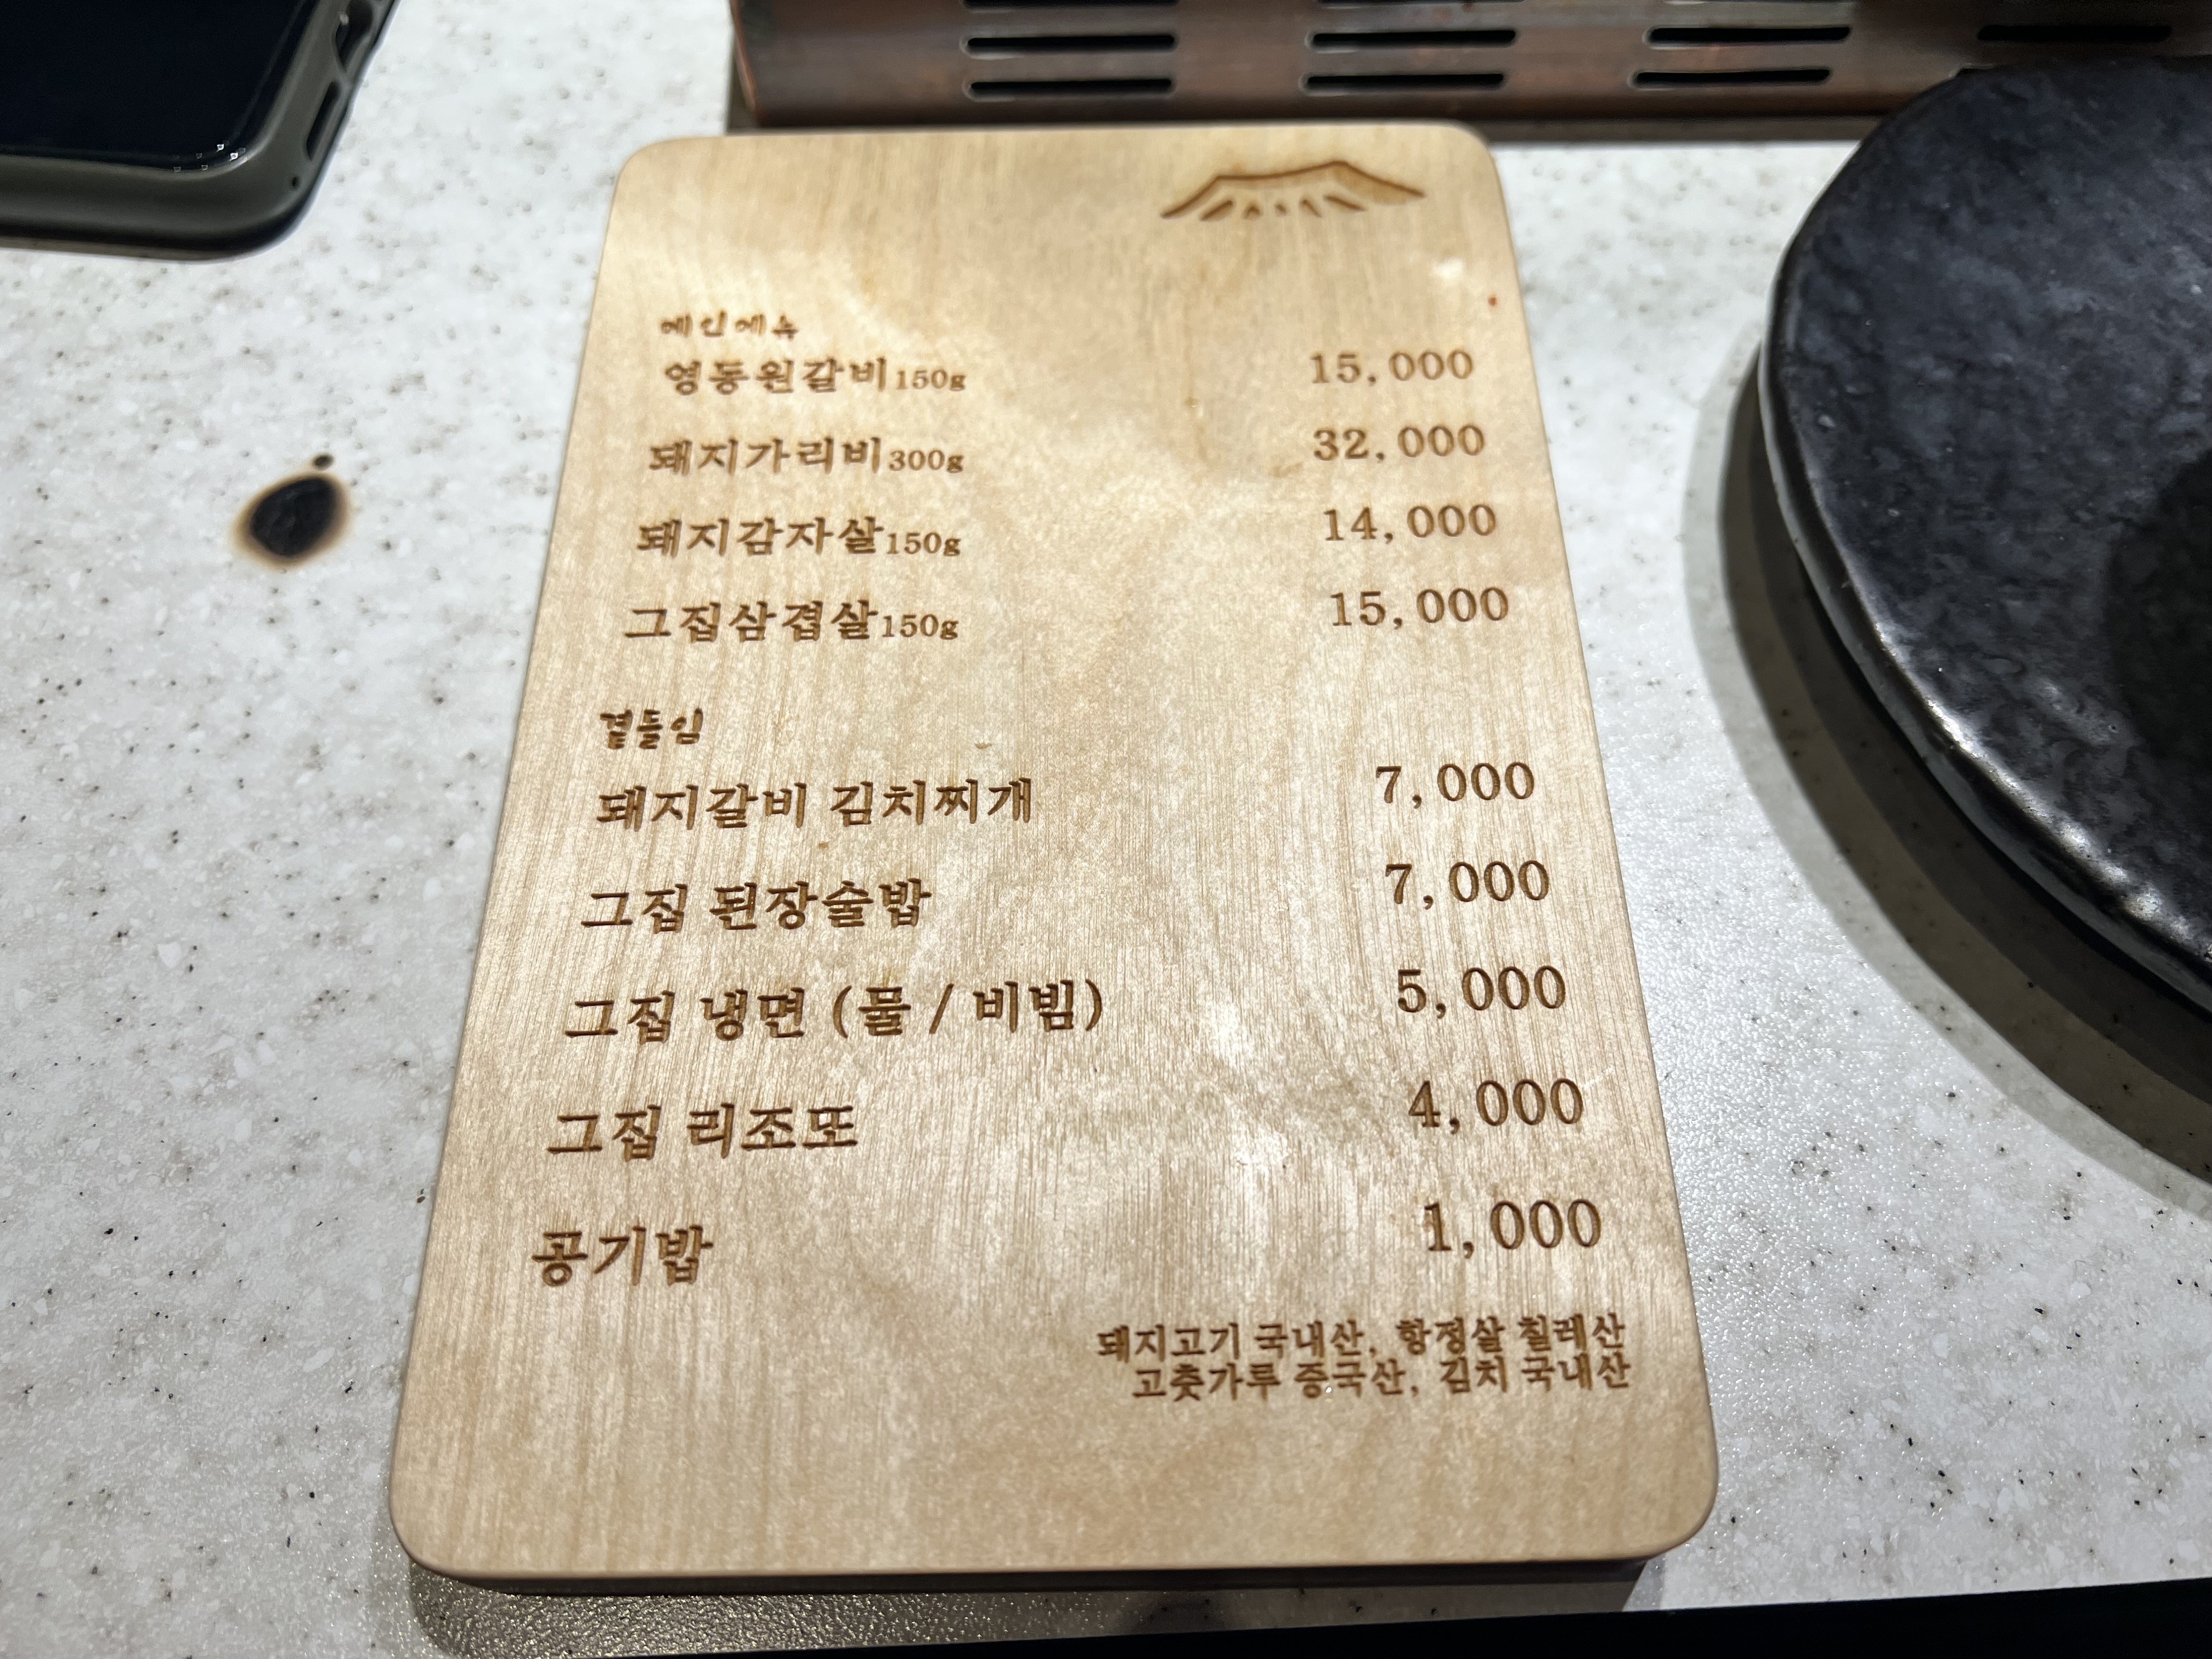 메인메뉴
영동원갈비150g 15,000
돼지가리비300g 32,000
돼지감자살150g 14,000
그집삼겹살150g 15,000
곁들임
돼지갈비 김치찌개 7,000
그집 된장술밥 7,000
그집 냉면 (물 / 비빔) 5,000
그집 리조또 4,000
공기밥 1,000
돼지고기 국내산, 항정살 칠레산
고춧가루 중국산, 김치 국내산